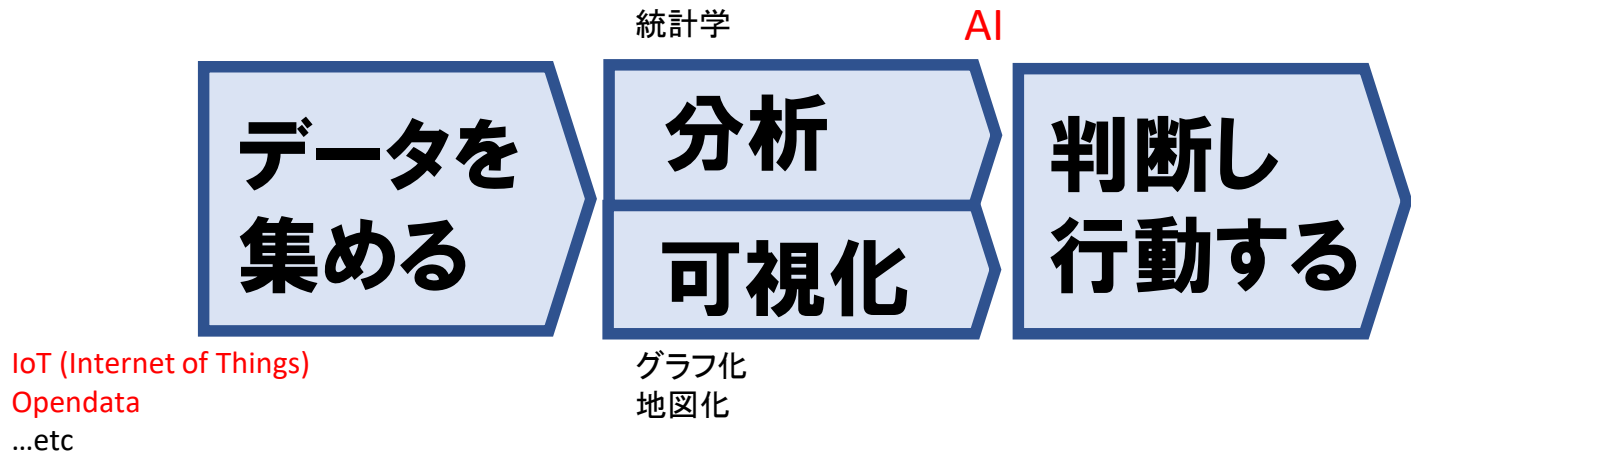 統計学
AI
データを
集める
分析
可視化
判断し
行動する
IoT (Internet of Things)
Opendata
...etc
グラフ化
地図化